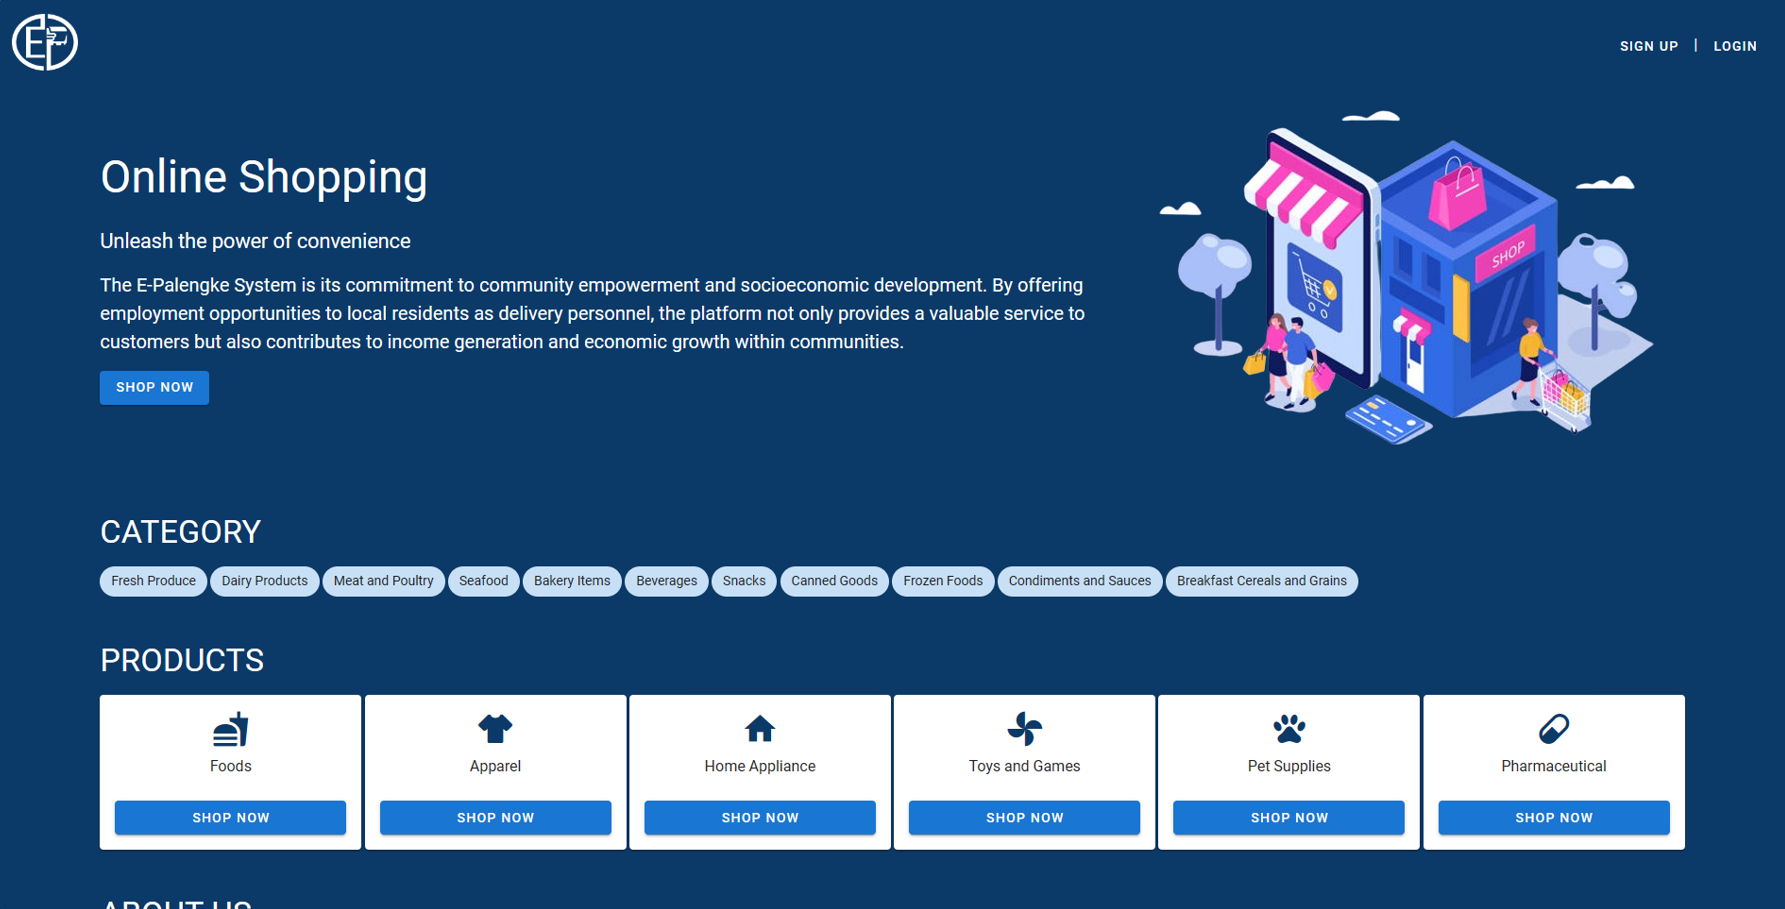 EP
SIGN UP | LOGIN
Online Shopping
Unleash the power of convenience
The E-Palengke System is its commitment to community empowerment and socioeconomic development. By offering
employment opportunities to local residents as delivery personnel, the platform not only provides a valuable service to
customers but also contributes to income generation and economic growth within communities.
SHOP NOW
SHOP
CATEGORY
Fresh Produce Dairy Products Meat and Poultry Seafood Bakery Items Beverages Snacks Canned Goods Frozen Foods Condiments and Sauces Breakfast Cereals and Grains
PRODUCTS
Foods Apparel Home Appliance Toys and Games Pet Supplies Pharmaceutical
SHOP NOW SHOP NOW SHOP NOW SHOP NOW SHOP NOW SHOP NOW
ABOUT US